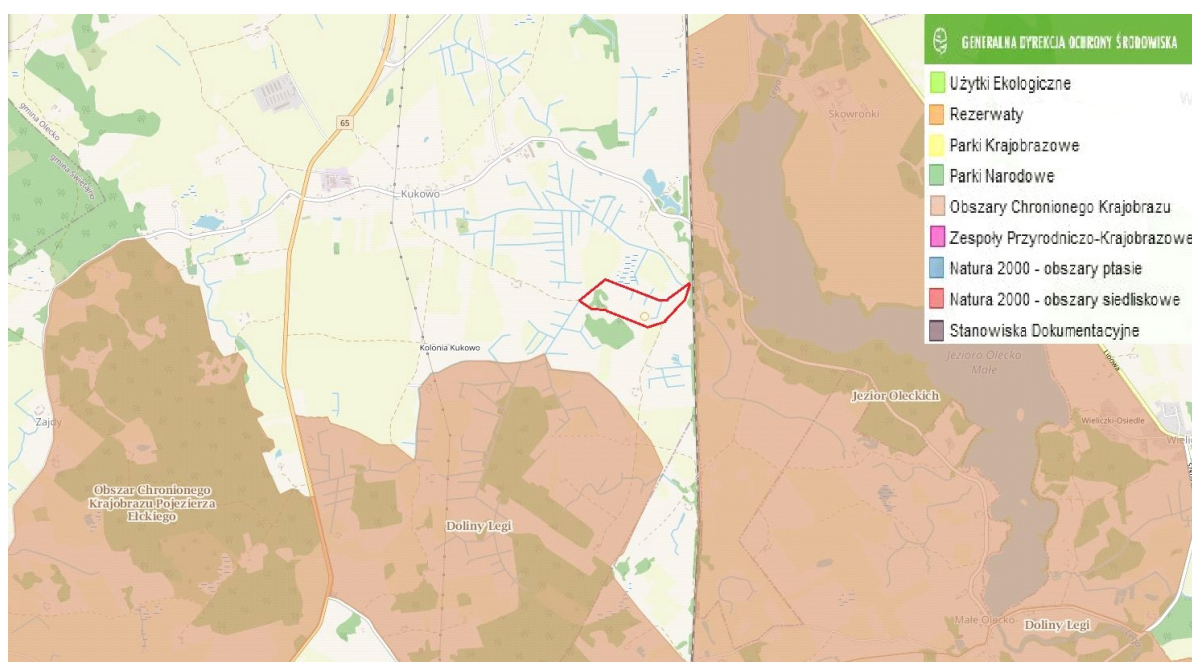 GENERALNA DYREKCJA OCHRONY ŚRODOWISKA
Użytki Ekologiczne
Rezerwaty
Parki Krajobrazowe
Parki Narodowe
Obszary Chronionego Krajobrazu
Zespoły Przyrodniczo-Krajobrazowe
Natura 2000 - obszary ptasie
Natura 2000 - obszary siedliskowe
Stanowiska Dokumentacyjne
gmina Olecko
gmina Świętajno
65
Kukowo
Skowronki
Kolonia Kukowo
Jezioro Olecko
Małe
Lipowa
Jezior Oleckich
Wieliczki-Osiedle
Zajdy
Obszar Chronionego
Krajobrazu Pojezierza
Ełckiego
Doliny Legi
Małe Olecko
Doliny Legi